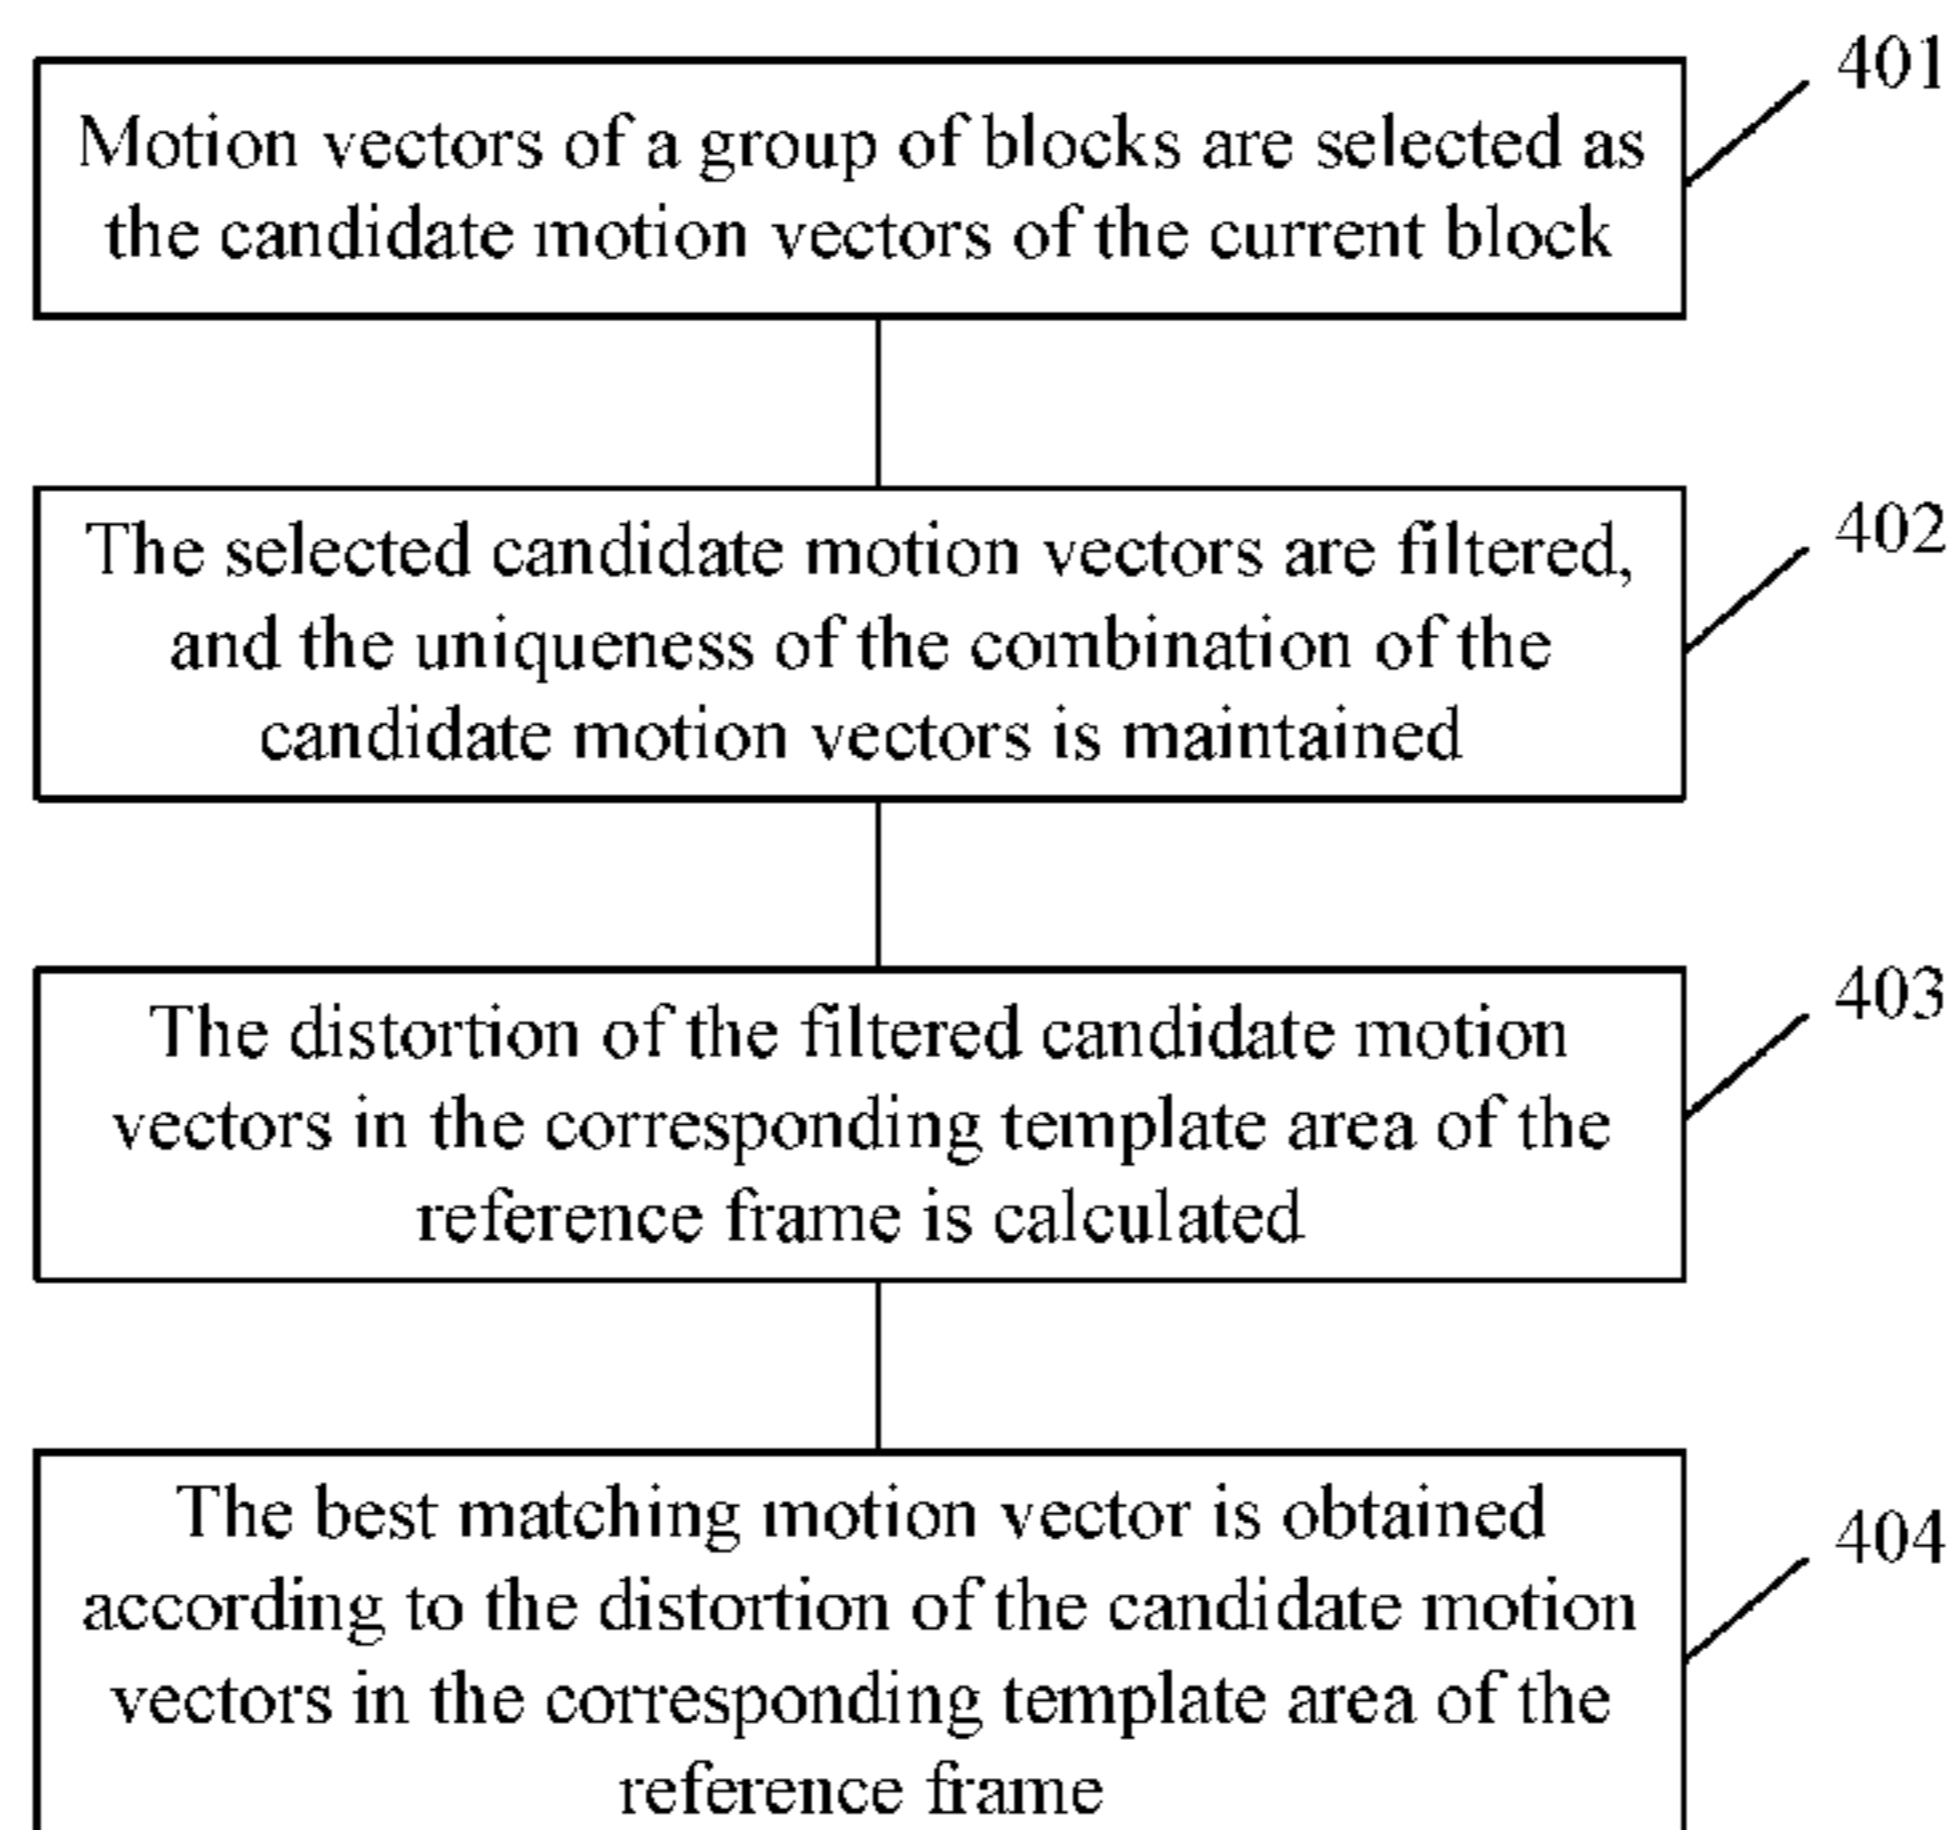 401
Motion vectors of a group of blocks are selected as
the candidate motion vectors of the current block
402
The selected candidate motion vectors are filtered,
and the uniqueness of the combination of the
candidate motion vectors is maintained
403
The distortion of the filtered candidate motion
vectors in the corresponding template area of the
reference frame is calculated
404
The best matching motion vector is obtained
according to the distortion of the candidate motion
vectors in the corresponding template area of the
reference frame